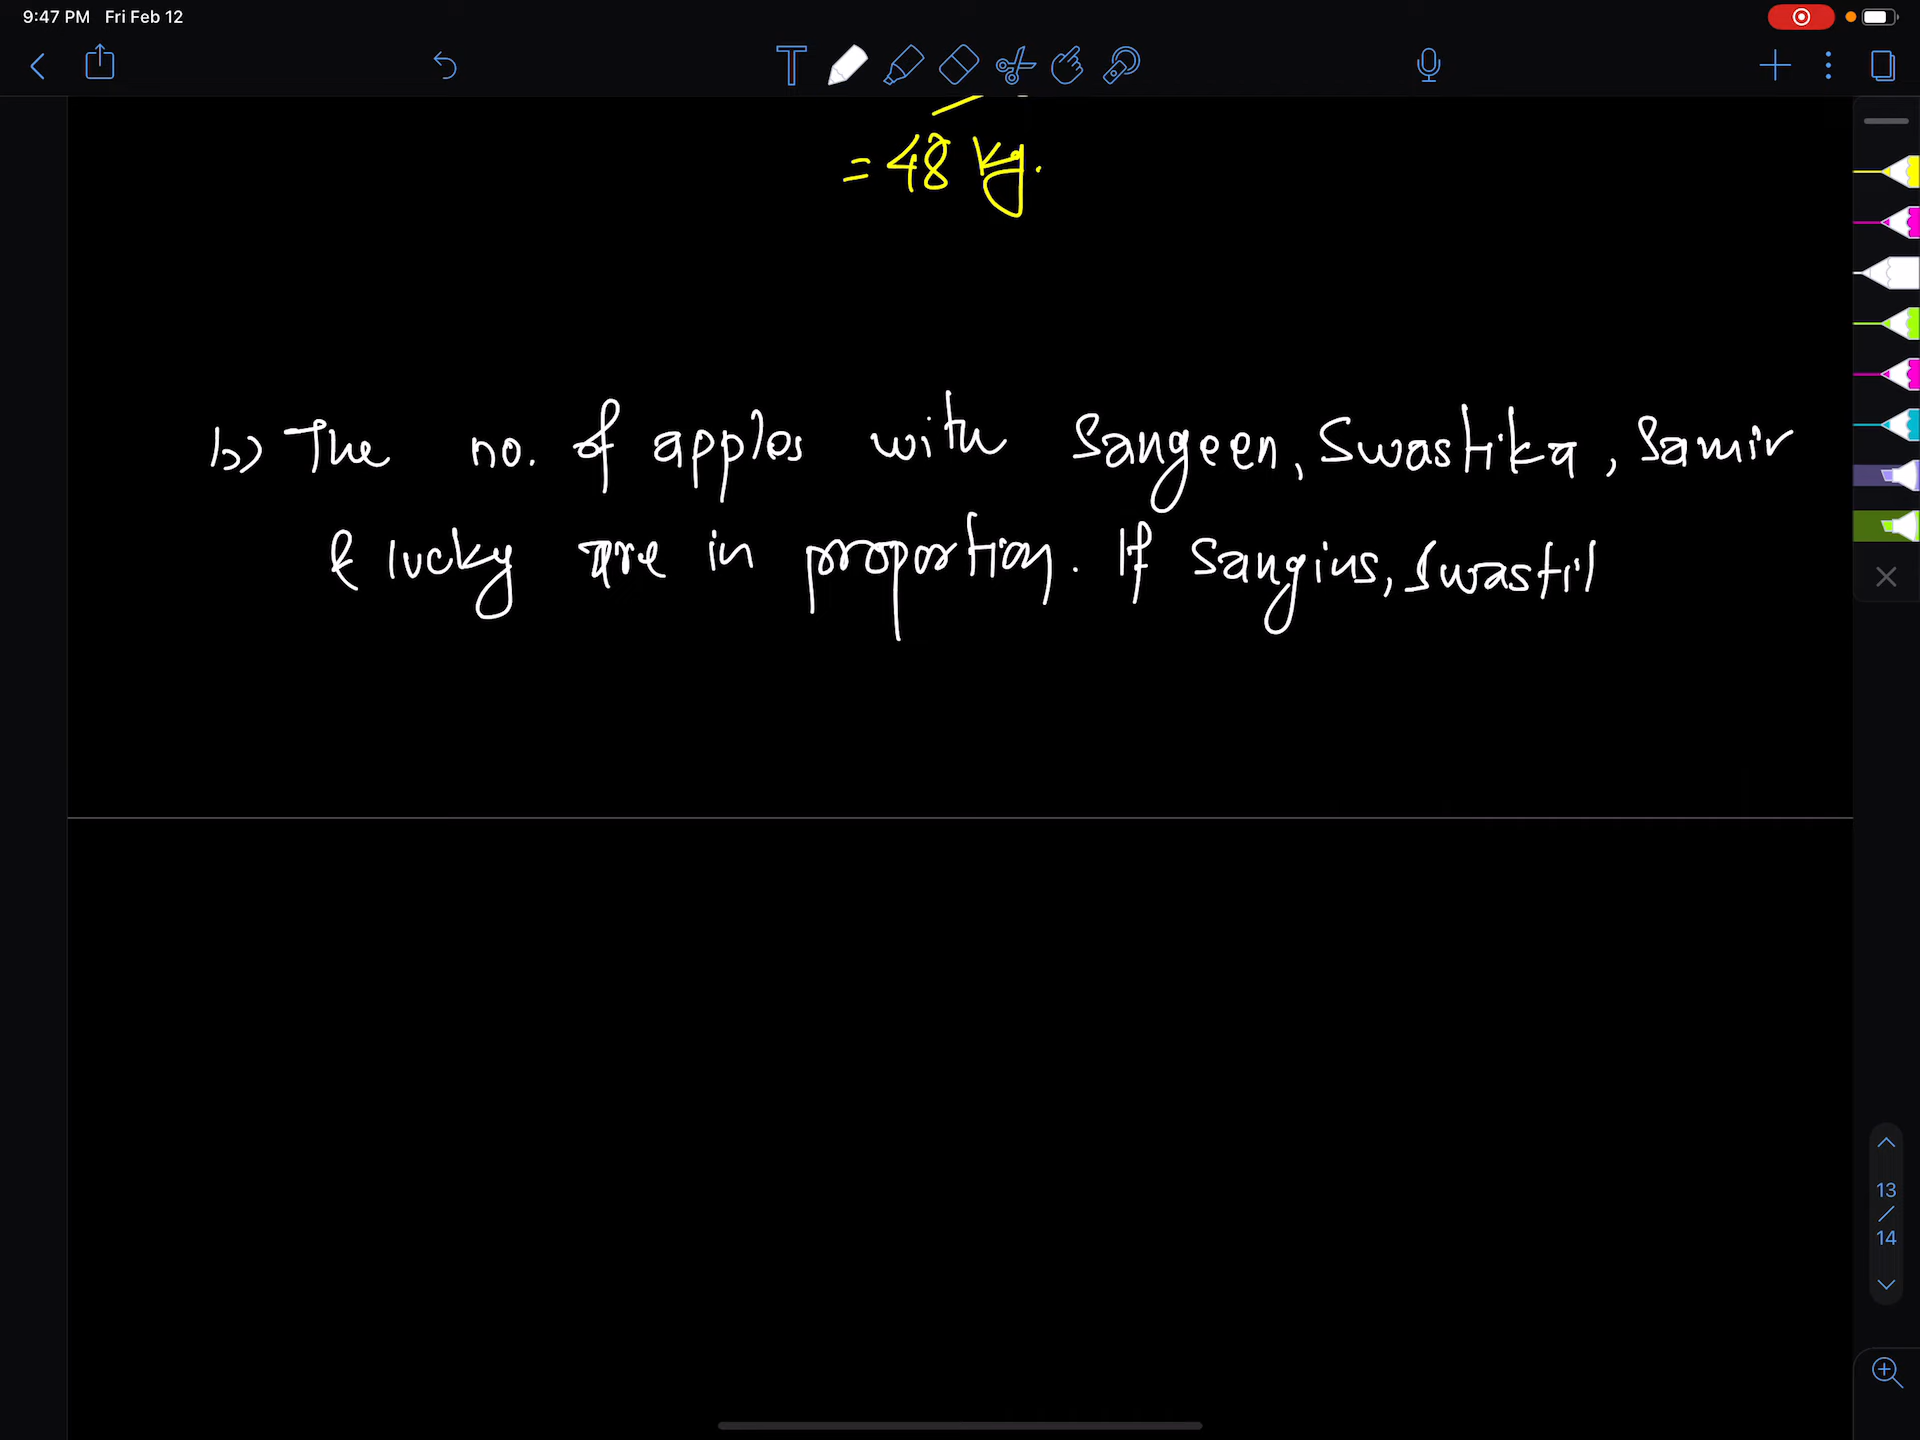 9:47 PM Fri Feb 12
= 48 kg.
b) The no. of apples with Sangeen, Swastika, Samir
& lucky are in proportion. If Sangins, Swastil
13
/
14